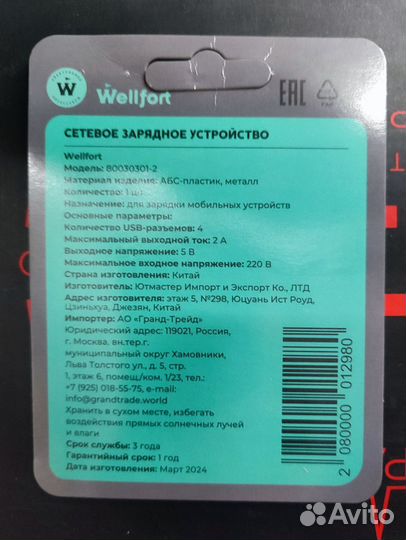 W
Wellfort
EAC
PAP
СЕТЕВОЕ ЗАРЯДНОЕ УСТРОЙСТВО
Wellfort
Модель: 80030301-2
Материал изделия: АБС-пластик, металл
Количество: 1 шт
Назначение: для зарядки мобильных устройств
Основные параметры:
Количество USB-разъемов: 4
Максимальный выходной ток: 2 А
Выходное напряжение: 5 В
Максимальное входное напряжение: 220 В
Страна изготовления: Китай
Изготовитель: Ютмастер Импорт и Экспорт Ко., ЛТД
Адрес изготовителя: этаж 5, №298, Юцуань Ист Роуд,
Цзиньхуа, Джезян, Китай
Импортер: АО «Гранд-Трейд»
Юридический адрес: 119021, Россия,
г. Москва, вн.тер.г.
муниципальный округ Хамовники,
Льва Толстого ул., д. 5, стр.
1, этаж 6, помещ/ком. 1/23, тел.:
+7 (925) 018-55-75, e-mail:
info@grandtrade.world
Хранить в сухом месте, избегать
воздействия прямых солнечных лучей
и влаги
Срок службы: 3 года
Гарантийный срок: 1 год
Дата изготовления: Март 2024
2 080000 012980
Avito